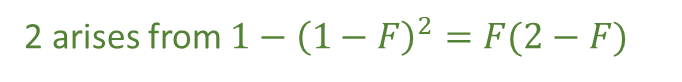 2 arises from 1 − (1 − F)² = F(2 − F)